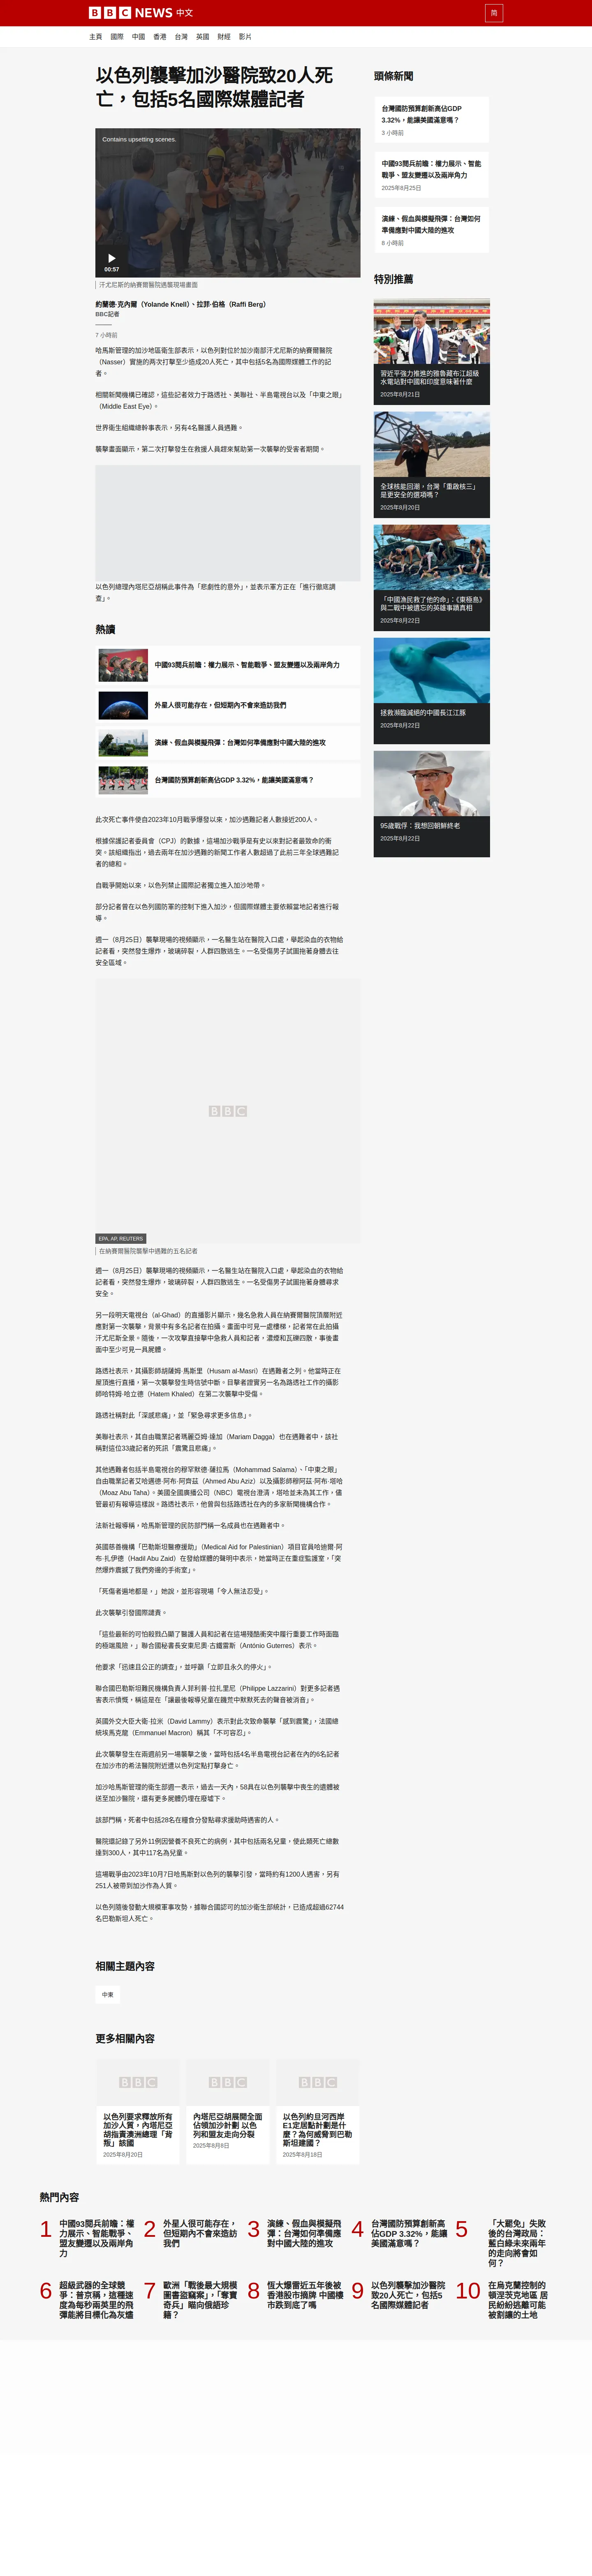 BBC NEWS 中文
简
主頁 國際 中國 香港 台灣 英國 財經 影片
以色列襲擊加沙醫院致20人死
亡，包括5名國際媒體記者
Contains upsetting scenes.
00:57
汗尤尼斯的納賽爾醫院遇襲現場畫面
約蘭德·克內爾（Yolande Knell）、拉菲·伯格（Raffi Berg）
BBC記者
7 小時前
哈馬斯管理的加沙地區衛生部表示，以色列對位於加沙南部汗尤尼斯的納賽爾醫院
（Nasser）實施的两次打擊至少造成20人死亡，其中包括5名為國際媒體工作的記
者。
相關新聞機構已確認，這些記者效力于路透社、美聯社、半島電視台以及「中東之眼」
（Middle East Eye）。
世界衛生組織總幹事表示，另有4名醫護人員遇難。
襲擊畫面顯示，第二次打擊發生在救援人員趕來幫助第一次襲擊的受害者期間。
以色列總理內塔尼亞胡稱此事件為「悲劇性的意外」，並表示軍方正在「進行徹底調
查」。
熱讀
中國93閱兵前瞻：權力展示、智能戰爭、盟友變遷以及兩岸角力
外星人很可能存在，但短期內不會來造訪我們
演練、假血與模擬飛彈：台灣如何準備應對中國大陸的進攻
台灣國防預算創新高佔GDP 3.32%，能讓美國滿意嗎？
此次死亡事件使自2023年10月戰爭爆發以來，加沙遇難記者人數接近200人。
根據保護記者委員會（CPJ）的數據，這場加沙戰爭是有史以來對記者最致命的衝
突。該組織指出，過去兩年在加沙遇難的新聞工作者人數超過了此前三年全球遇難記
者的總和。
自戰爭開始以來，以色列禁止國際記者獨立進入加沙地帶。
部分記者曾在以色列國防軍的控制下進入加沙，但國際媒體主要依賴當地記者進行報
導。
週一（8月25日）襲擊現場的視頻顯示，一名醫生站在醫院入口處，舉起染血的衣物給
記者看，突然發生爆炸，玻璃碎裂，人群四散逃生。一名受傷男子試圖拖著身體去往
安全區域。
BBC
EPA, AP, REUTERS
在納賽爾醫院襲擊中遇難的五名記者
週一（8月25日）襲擊現場的視頻顯示，一名醫生站在醫院入口處，舉起染血的衣物給
記者看，突然發生爆炸，玻璃碎裂，人群四散逃生。一名受傷男子試圖拖著身體尋求
安全。
另一段明天電視台（al-Ghad）的直播影片顯示，幾名急救人員在納賽爾醫院頂層附近
應對第一次襲擊，背景中有多名記者在拍攝。畫面中可見一處樓梯，記者常在此拍攝
汗尤尼斯全景。隨後，一次攻擊直接擊中急救人員和記者，濃煙和瓦礫四散，事後畫
面中至少可見一具屍體。
路透社表示，其攝影師胡薩姆·馬斯里（Husam al-Masri）在遇難者之列。他當時正在
屋頂進行直播，第一次襲擊發生時信號中斷。目擊者證實另一名為路透社工作的攝影
師哈特姆·哈立德（Hatem Khaled）在第二次襲擊中受傷。
路透社稱對此「深感悲痛」，並「緊急尋求更多信息」。
美聯社表示，其自由職業記者瑪麗亞姆·達加（Mariam Dagga）也在遇難者中，該社
稱對這位33歲記者的死訊「震驚且悲痛」。
其他遇難者包括半島電視台的穆罕默德·薩拉馬（Mohammad Salama）、「中東之眼」
自由職業記者艾哈邁德·阿布·阿齊茲（Ahmed Abu Aziz）以及攝影師穆阿茲·阿布·塔哈
（Moaz Abu Taha）。美國全國廣播公司（NBC）電視台澄清，塔哈並未為其工作，儘
管最初有報導這樣說。路透社表示，他曾與包括路透社在內的多家新聞機構合作。
法新社報導稱，哈馬斯管理的民防部門稱一名成員也在遇難者中。
英國慈善機構「巴勒斯坦醫療援助」（Medical Aid for Palestinian）項目官員哈迪爾·阿
布·扎伊德（Hadil Abu Zaid）在發給媒體的聲明中表示，她當時正在重症監護室，「突
然爆炸震撼了我們旁邊的手術室」。
「死傷者遍地都是，」她說，並形容現場「令人無法忍受」。
此次襲擊引發國際譴責。
「這些最新的可怕殺戮凸顯了醫護人員和記者在這場殘酷衝突中履行重要工作時面臨
的極端風險，」聯合國秘書長安東尼奧·古鐵雷斯（António Guterres）表示。
他要求「迅速且公正的調查」，並呼籲「立即且永久的停火」。
聯合國巴勒斯坦難民機構負責人菲利普·拉扎里尼（Philippe Lazzarini）對更多記者遇
害表示憤慨，稱這是在「讓最後報導兒童在饑荒中默默死去的聲音被消音」。
英國外交大臣大衛·拉米（David Lammy）表示對此次致命襲擊「感到震驚」，法國總
統埃馬克龍（Emmanuel Macron）稱其「不可容忍」。
此次襲擊發生在兩週前另一場襲擊之後，當時包括4名半島電視台記者在內的6名記者
在加沙市的希法醫院附近遭以色列定點打擊身亡。
加沙哈馬斯管理的衛生部週一表示，過去一天內，58具在以色列襲擊中喪生的遺體被
送至加沙醫院，還有更多屍體仍埋在廢墟下。
該部門稱，死者中包括28名在糧食分發點尋求援助時遇害的人。
醫院還記錄了另外11例因營養不良死亡的病例，其中包括兩名兒童，使此類死亡總數
達到300人，其中117名為兒童。
這場戰爭由2023年10月7日哈馬斯對以色列的襲擊引發，當時約有1200人遇害，另有
251人被帶到加沙作為人質。
以色列隨後發動大規模軍事攻勢，據聯合國認可的加沙衛生部統計，已造成超過62744
名巴勒斯坦人死亡。
相關主題內容
中東
更多相關內容
BBC
以色列要求釋放所有
加沙人質，內塔尼亞
胡指責澳洲總理「背
叛」該國
2025年8月20日
BBC
內塔尼亞胡展開全面
佔領加沙計劃 以色
列和盟友走向分裂
2025年8月8日
BBC
以色列約旦河西岸
E1定居點計劃是什
麼？為何威脅到巴勒
斯坦建國？
2025年8月18日
頭條新聞
台灣國防預算創新高佔GDP
3.32%，能讓美國滿意嗎？
3 小時前
中國93閱兵前瞻：權力展示、智能
戰爭、盟友變遷以及兩岸角力
2025年8月25日
演練、假血與模擬飛彈：台灣如何
準備應對中國大陸的進攻
8 小時前
特別推薦
習近平強力推進的雅魯藏布江超級
水電站對中國和印度意味著什麼
2025年8月21日
全球核能回潮，台灣「重啟核三」
是更安全的選項嗎？
2025年8月20日
「中國漁民救了他的命」：《東極島》
與二戰中被遺忘的英雄事蹟真相
2025年8月22日
拯救瀕臨滅絕的中國長江江豚
2025年8月22日
95歲戰俘：我想回朝鮮終老
2025年8月22日
熱門內容
1 中國93閱兵前瞻：權
力展示、智能戰爭、
盟友變遷以及兩岸角
力
2 外星人很可能存在，
但短期內不會來造訪
我們
3 演練、假血與模擬飛
彈：台灣如何準備應
對中國大陸的進攻
4 台灣國防預算創新高
佔GDP 3.32%，能讓
美國滿意嗎？
5 「大罷免」失敗
後的台灣政局：
藍白綠未來兩年
的走向將會如
何？
6 超級武器的全球競
爭：普京稱，這種速
度為每秒兩英里的飛
彈能將目標化為灰燼
7 歐洲「戰後最大規模
圖書盜竊案」，「奪寶
奇兵」瞄向俄語珍
籍？
8 恆大爆雷近五年後被
香港股市摘牌 中國樓
市跌到底了嗎
9 以色列襲擊加沙醫院
致20人死亡，包括5
名國際媒體記者
10 在烏克蘭控制的
頓涅茨克地區 居
民紛紛逃離可能
被割讓的土地